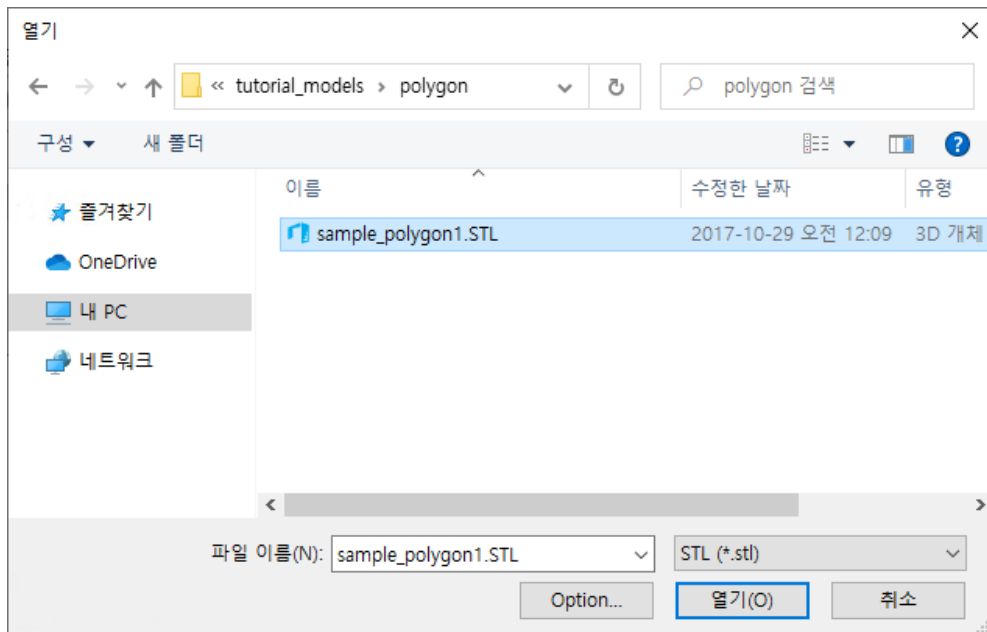 열기
« tutorial_models › polygon
polygon 검색
구성
새 폴더
이름 수정한 날짜 유형
즐겨찾기
OneDrive
내 PC
네트워크
sample_polygon1.STL 2017-10-29 오전 12:09 3D 개체
파일 이름(N): sample_polygon1.STL STL (*.stl)
Option... 열기(O) 취소